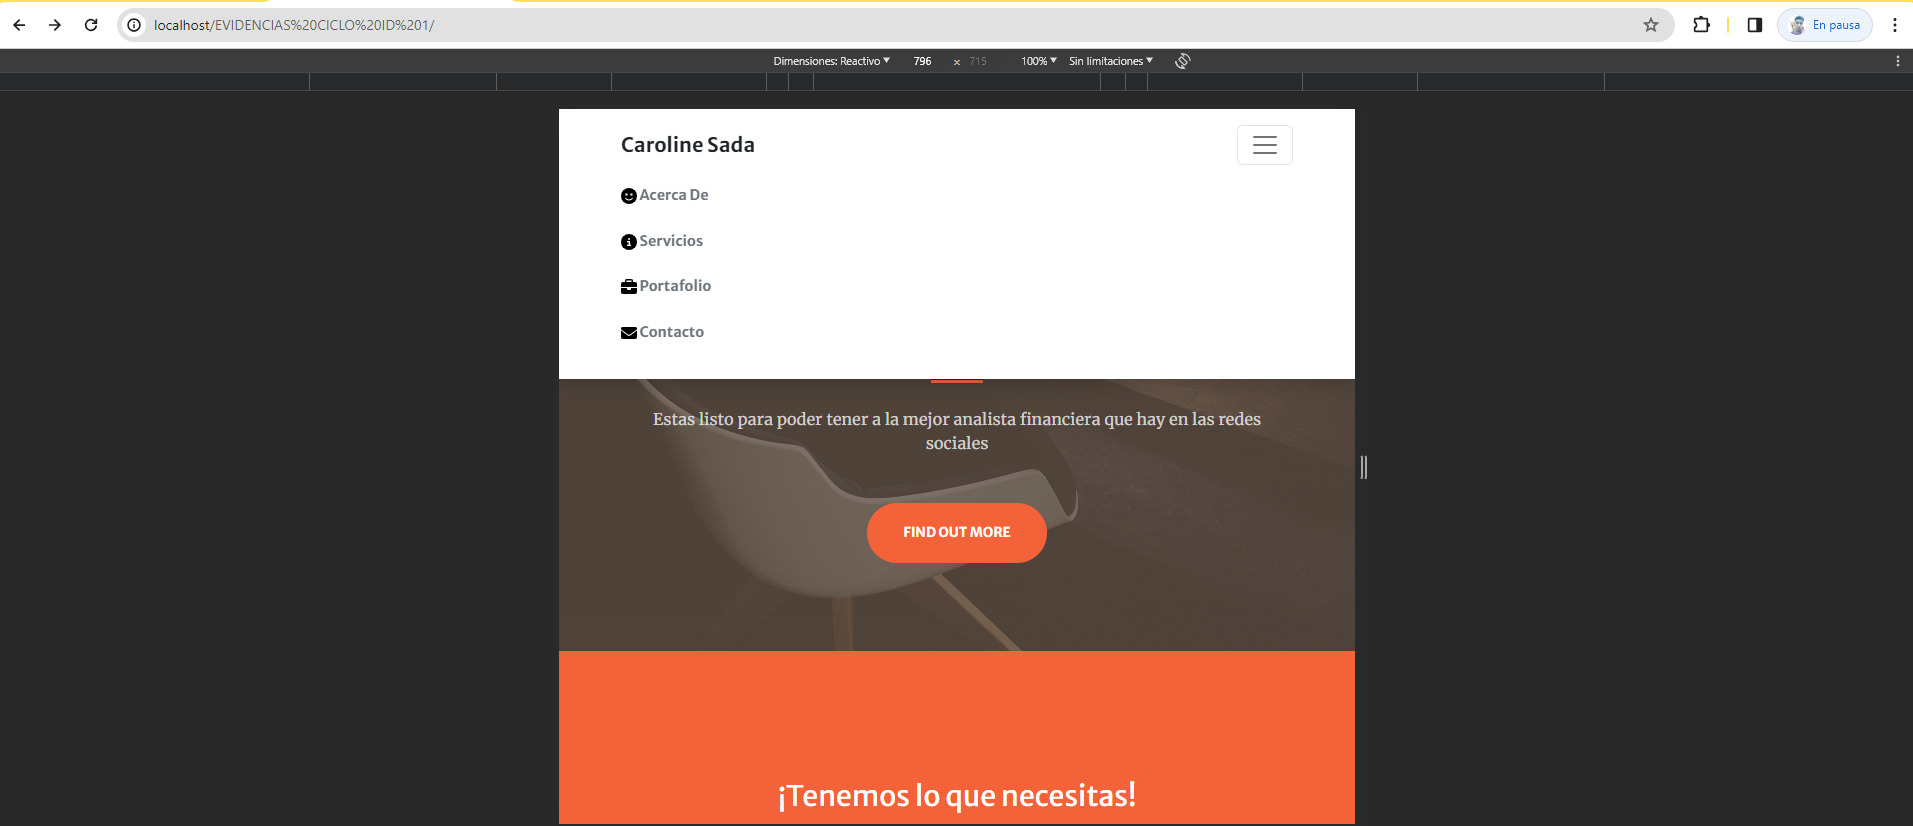 localhost/EVIDENCIAS%20CICLO%20ID%201/
En pausa
Dimensiones: Reactivo 796 × 715 100% Sin limitaciones
Caroline Sada
Acerca De
Servicios
Portafolio
Contacto
Estas listo para poder tener a la mejor analista financiera que hay en las redes
sociales
FIND OUT MORE
¡Tenemos lo que necesitas!